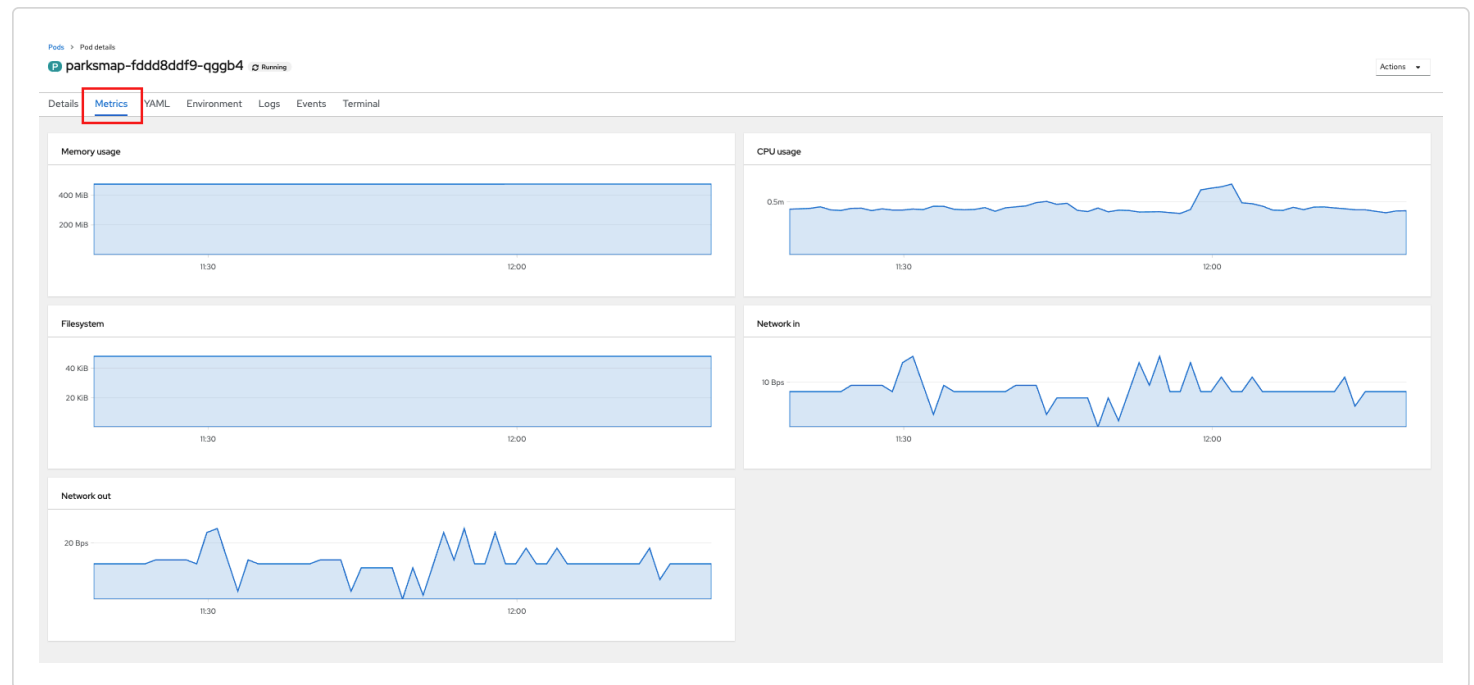 Pods > Pod details
P parksmap-fddd8ddf9-qggb4 Running
Actions
Details Metrics YAML Environment Logs Events Terminal
Memory usage
400 MiB
200 MiB
11:30 12:00
CPU usage
0.5m
11:30 12:00
Filesystem
40 KiB
20 KiB
11:30 12:00
Network in
10 Bps
11:30 12:00
Network out
20 Bps
11:30 12:00